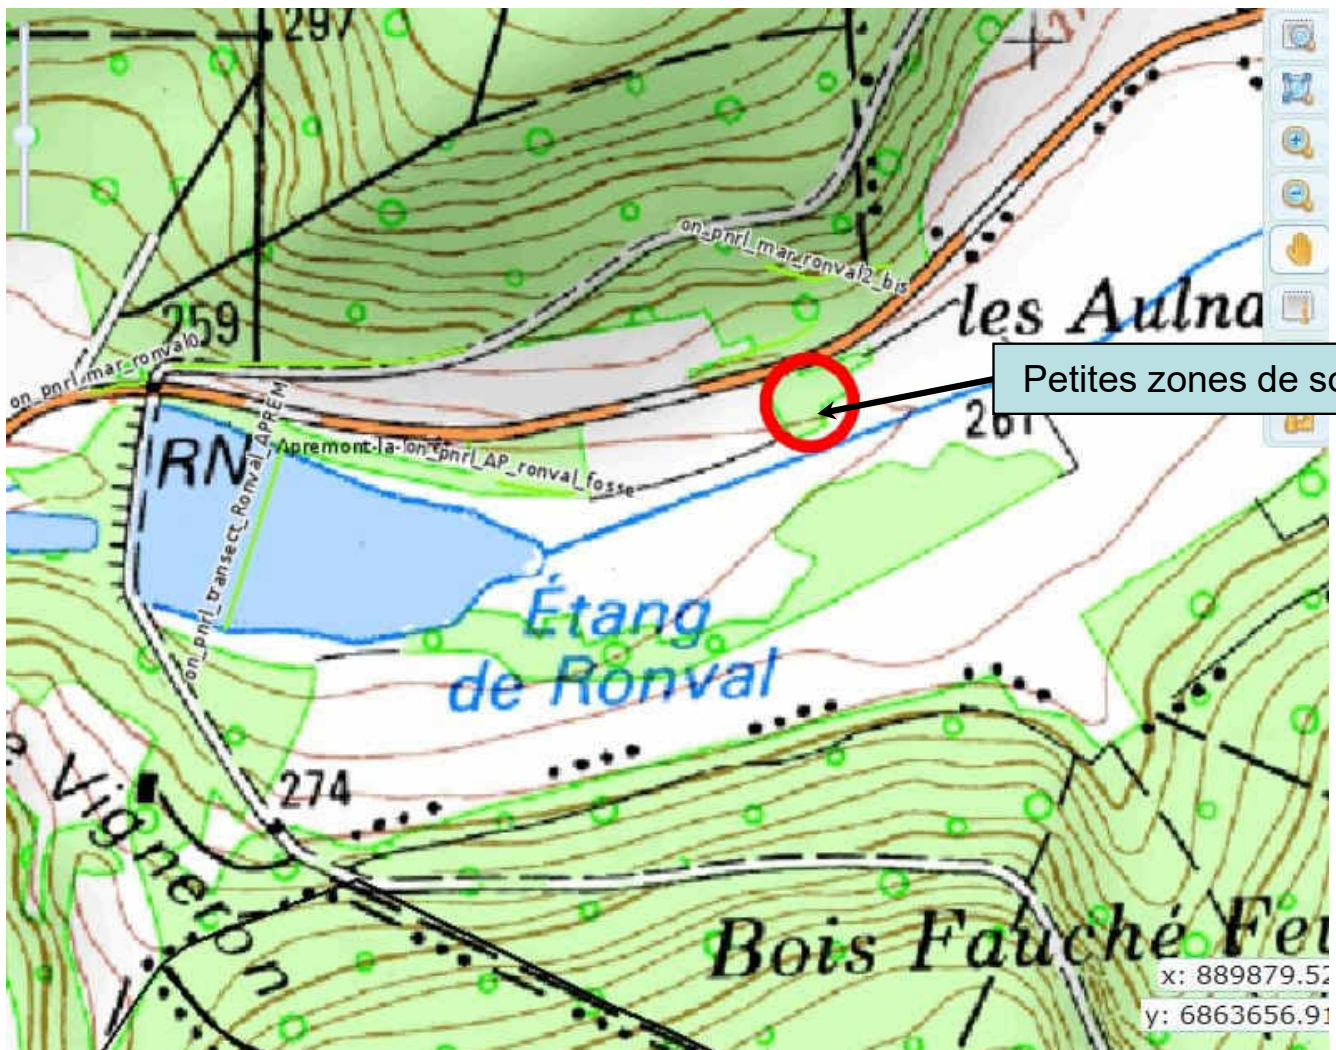 297
on_pnrl_mar_ronval2_bis
les Aulna
259
on_pnrl_mar_ronval0
Petites zones de so
261
RN
Apremont-la-
on_pnrl_AP_ronval_fosse
on_pnrl_transect_Ronval_APREM
Étang
de Ronval
274
Vigneron
Bois Fauché Feu
x: 889879.52
y: 6863656.91